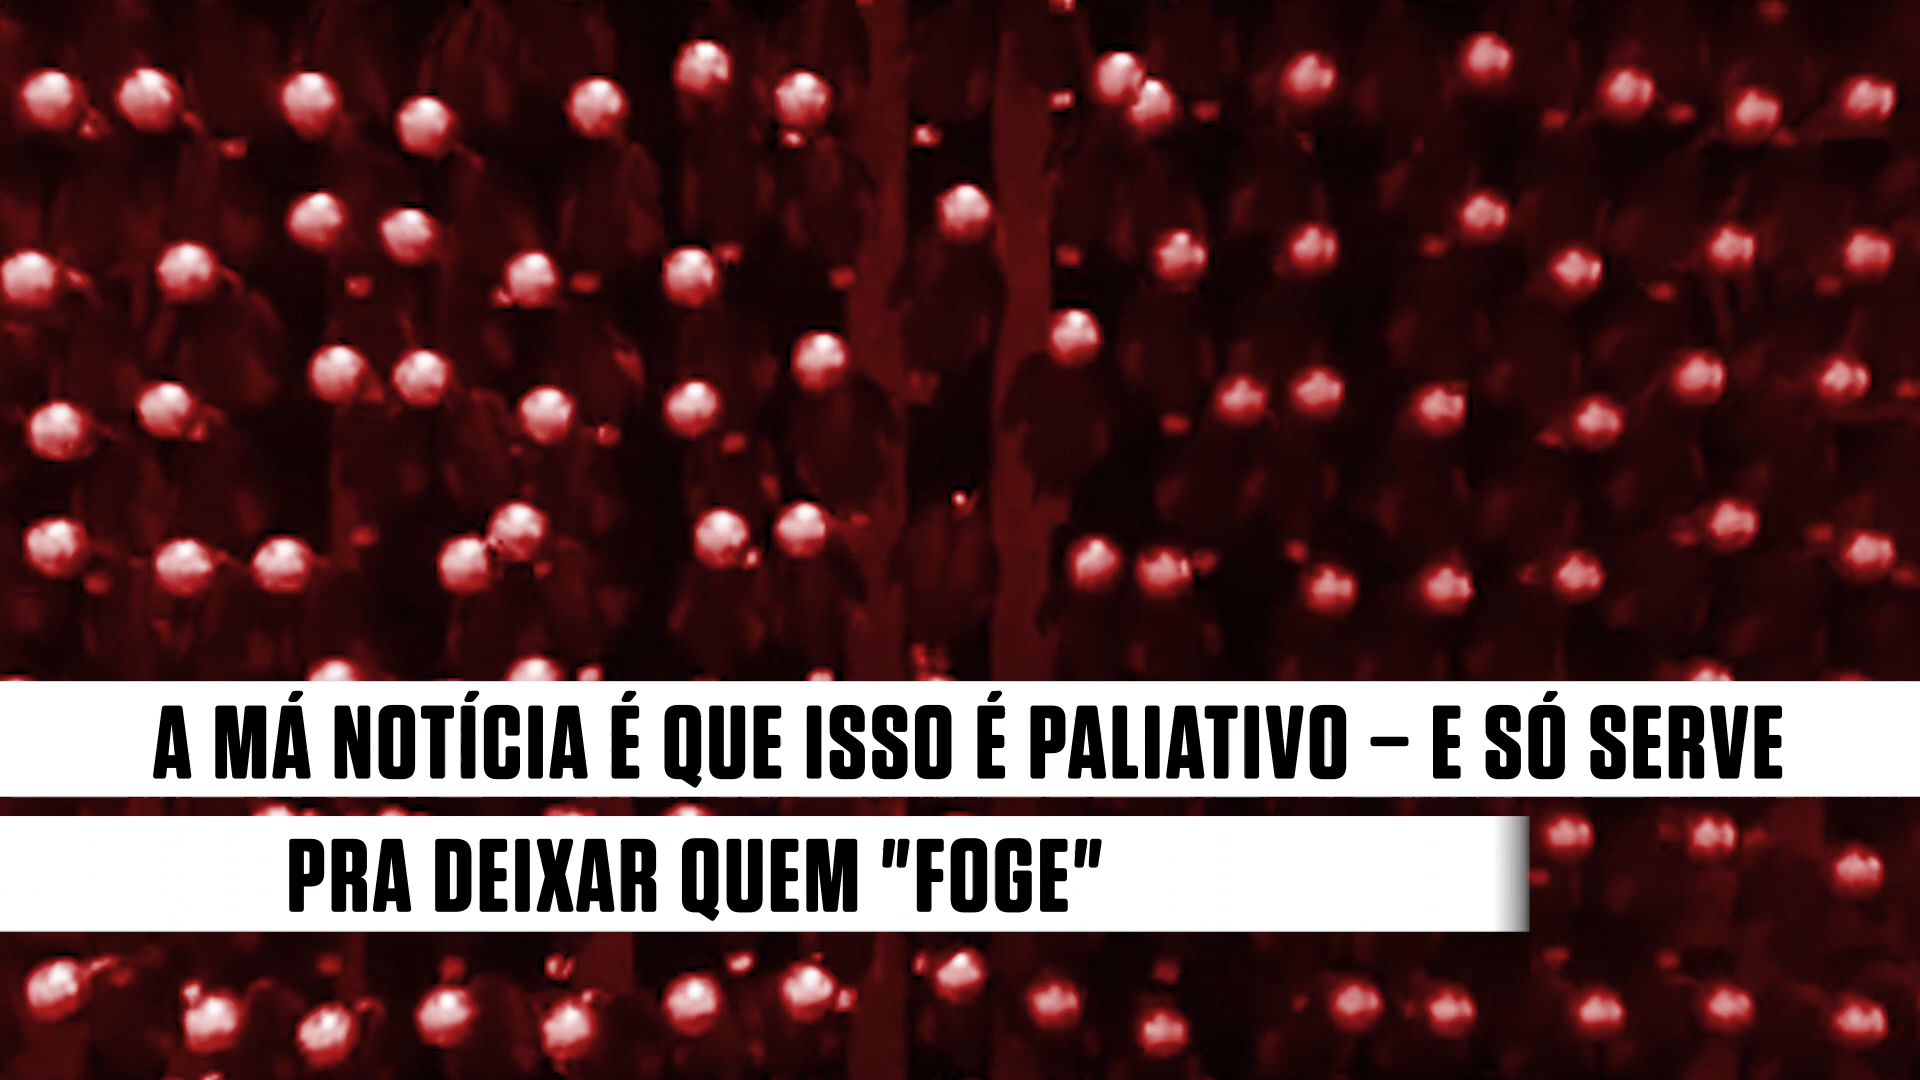 A MÁ NOTÍCIA É QUE ISSO É PALIATIVO – E SÓ SERVE
PRA DEIXAR QUEM "FOGE"